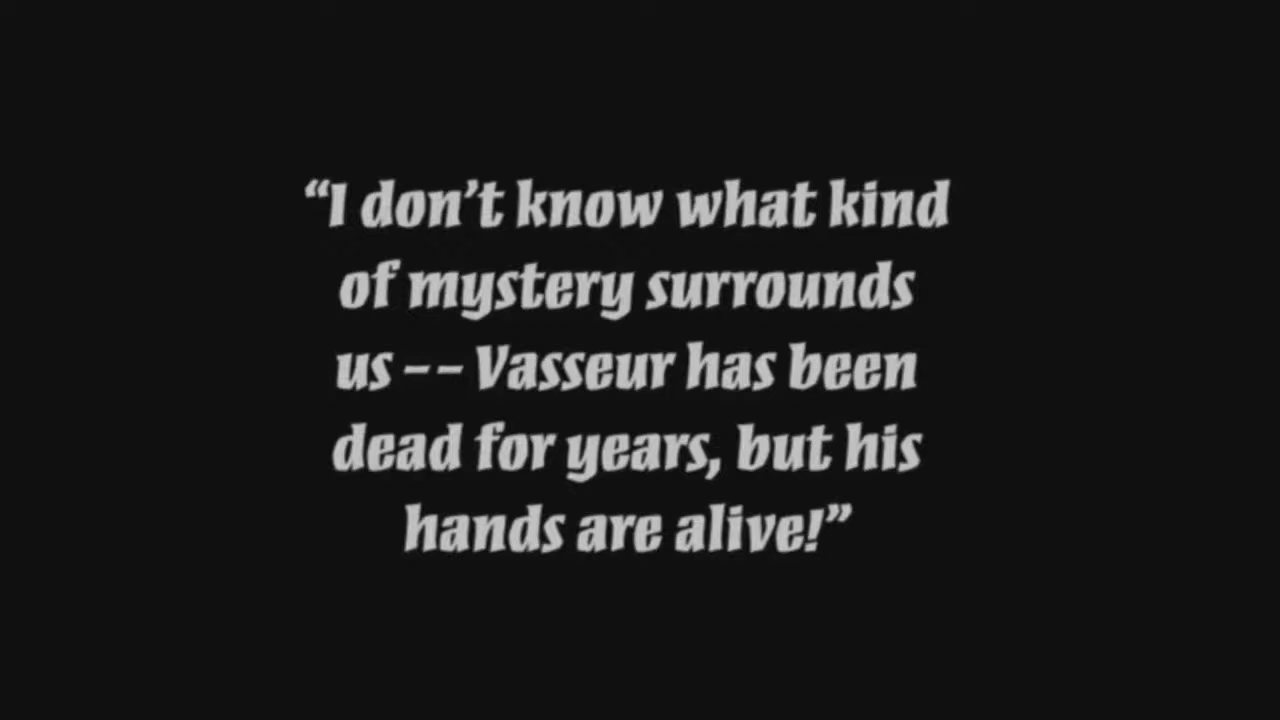 “I don’t know what kind
of mystery surrounds
us -- Vasseur has been
dead for years, but his
hands are alive!”